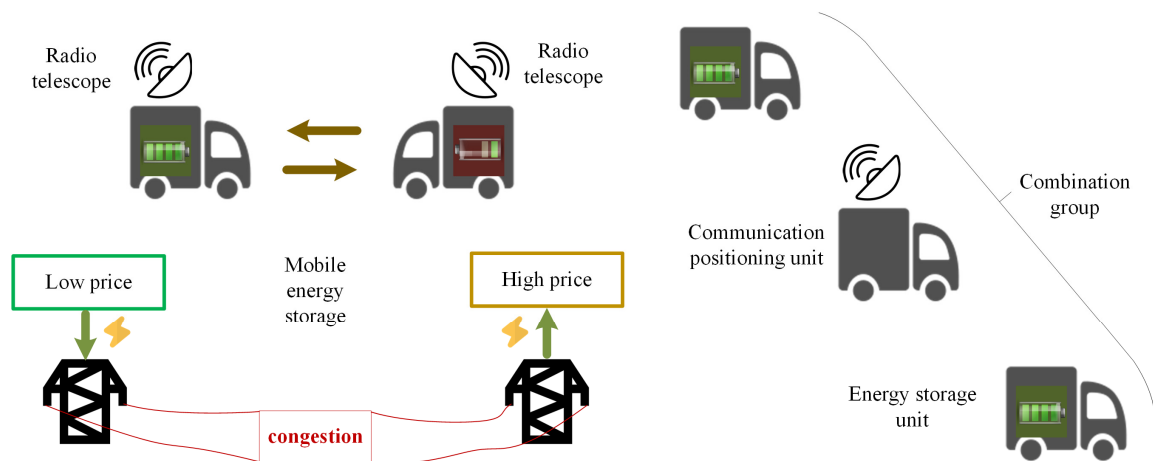 Radio
telescope
Radio
telescope
Combination
group
Communication
positioning unit
Low price
Mobile
energy
storage
High price
Energy storage
unit
congestion